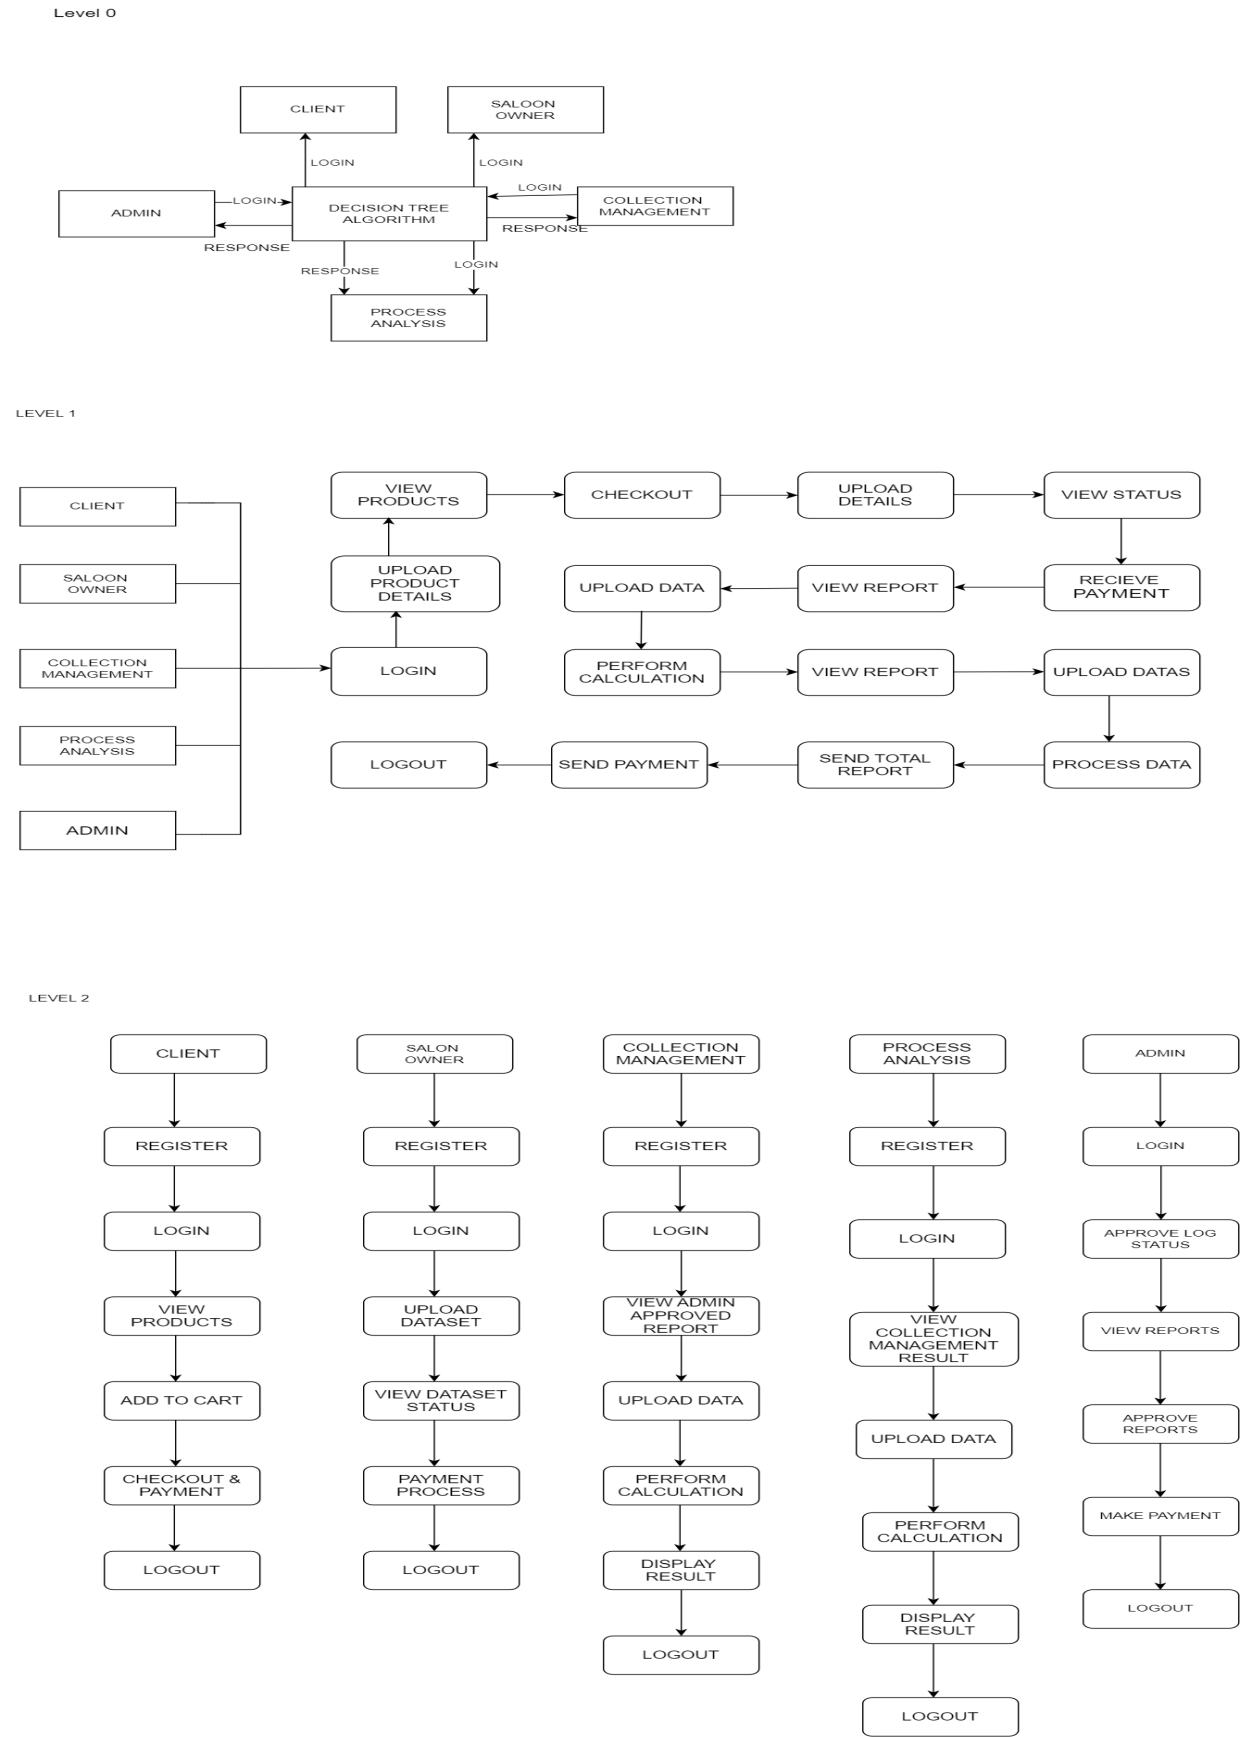 Level 0
CLIENT
SALOON
OWNER
LOGIN
LOGIN
ADMIN
LOGIN
DECISION TREE
ALGORITHM
LOGIN
COLLECTION
MANAGEMENT
RESPONSE
RESPONSE
RESPONSE
LOGIN
PROCESS
ANALYSIS
LEVEL 1
CLIENT
SALOON
OWNER
COLLECTION
MANAGEMENT
PROCESS
ANALYSIS
ADMIN
VIEW
PRODUCTS
CHECKOUT
UPLOAD
DETAILS
VIEW STATUS
UPLOAD
PRODUCT
DETAILS
UPLOAD DATA
VIEW REPORT
RECIEVE
PAYMENT
LOGIN
PERFORM
CALCULATION
VIEW REPORT
UPLOAD DATAS
LOGOUT
SEND PAYMENT
SEND TOTAL
REPORT
PROCESS DATA
LEVEL 2
CLIENT
REGISTER
LOGIN
VIEW
PRODUCTS
ADD TO CART
CHECKOUT &
PAYMENT
LOGOUT
SALON
OWNER
REGISTER
LOGIN
UPLOAD
DATASET
VIEW DATASET
STATUS
PAYMENT
PROCESS
LOGOUT
COLLECTION
MANAGEMENT
REGISTER
LOGIN
VIEW ADMIN
APPROVED
REPORT
UPLOAD DATA
PERFORM
CALCULATION
DISPLAY
RESULT
LOGOUT
PROCESS
ANALYSIS
REGISTER
LOGIN
VIEW
COLLECTION
MANAGEMENT
RESULT
UPLOAD DATA
PERFORM
CALCULATION
DISPLAY
RESULT
LOGOUT
ADMIN
LOGIN
APPROVE LOG
STATUS
VIEW REPORTS
APPROVE
REPORTS
MAKE PAYMENT
LOGOUT